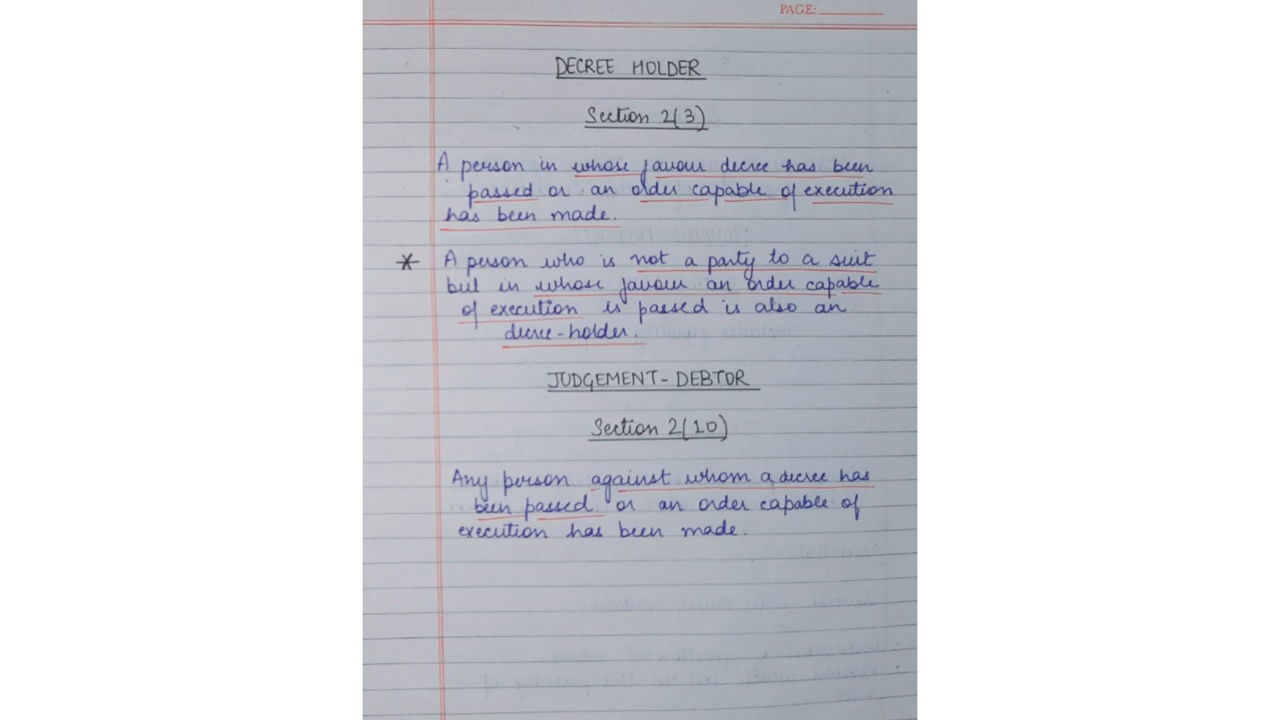 PAGE:
DECREE HOLDER
Section 2(3)
A person in whose favour decree has been
passed or an order capable of execution
has been made.
* A person who is not a party to a suit
but in whose favour an order capable
of execution is passed is also an
decree-holder.
JUDGEMENT-DEBTOR
Section 2(10)
Any person against whom a decree has
been passed or an order capable of
execution has been made.